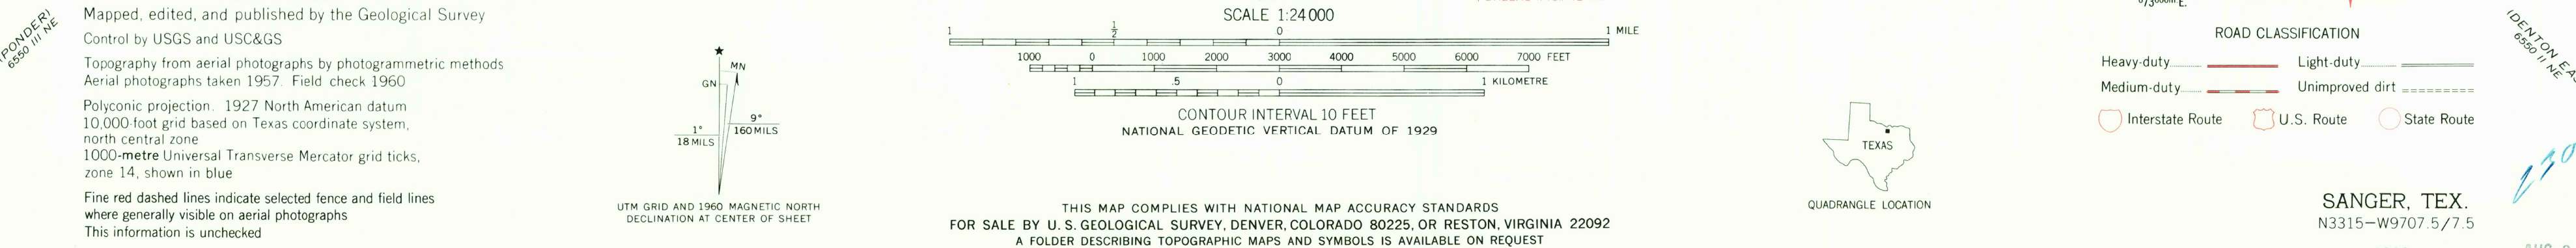 PONDER)
6550 III NE
Mapped, edited, and published by the Geological Survey
Control by USGS and USC&GS
Topography from aerial photographs by photogrammetric methods
Aerial photographs taken 1957. Field check 1960
Polyconic projection. 1927 North American datum
10,000-foot grid based on Texas coordinate system,
north central zone
1000-metre Universal Transverse Mercator grid ticks,
zone 14, shown in blue
Fine red dashed lines indicate selected fence and field lines
where generally visible on aerial photographs
This information is unchecked
★
MN
GN
1°
18 MILS
9°
160 MILS
UTM GRID AND 1960 MAGNETIC NORTH
DECLINATION AT CENTER OF SHEET
SCALE 1:24 000
1 1/2 0 1 MILE
1000 0 1000 2000 3000 4000 5000 6000 7000 FEET
1 .5 0 1 KILOMETRE
CONTOUR INTERVAL 10 FEET
NATIONAL GEODETIC VERTICAL DATUM OF 1929
THIS MAP COMPLIES WITH NATIONAL MAP ACCURACY STANDARDS
FOR SALE BY U. S. GEOLOGICAL SURVEY, DENVER, COLORADO 80225, OR RESTON, VIRGINIA 22092
A FOLDER DESCRIBING TOPOGRAPHIC MAPS AND SYMBOLS IS AVAILABLE ON REQUEST
TEXAS
QUADRANGLE LOCATION
ROAD CLASSIFICATION
Heavy-duty Light-duty
Medium-duty Unimproved dirt
Interstate Route U.S. Route State Route
(DENTON EA
6550 II NE
SANGER, TEX.
N3315—W9707.5/7.5